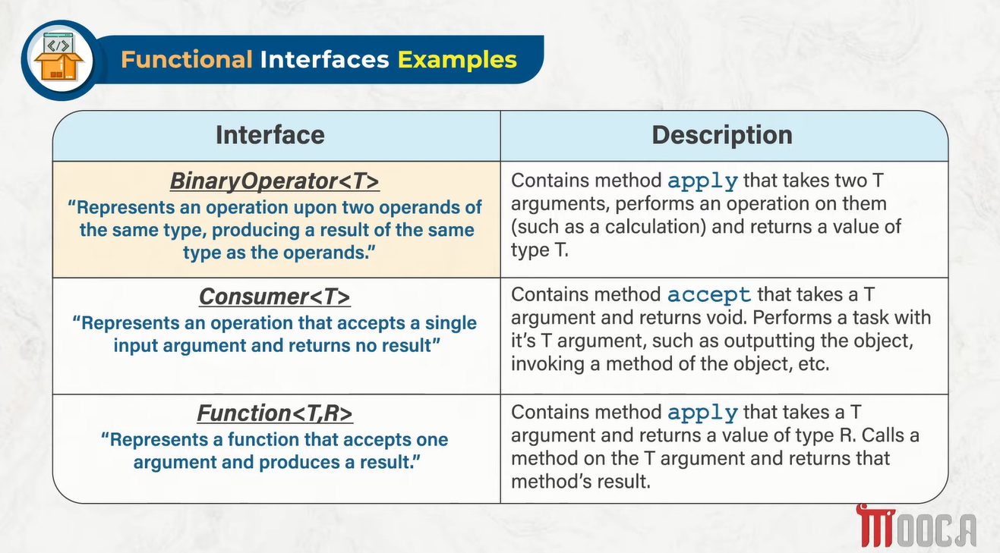 </>
Functional Interfaces Examples
Interface
Description
BinaryOperator<T>
“Represents an operation upon two operands of
the same type, producing a result of the same
type as the operands.”
Contains method apply that takes two T
arguments, performs an operation on them
(such as a calculation) and returns a value of
type T.
Consumer<T>
“Represents an operation that accepts a single
input argument and returns no result”
Contains method accept that takes a T
argument and returns void. Performs a task with
it’s T argument, such as outputting the object,
invoking a method of the object, etc.
Function<T,R>
“Represents a function that accepts one
argument and produces a result.”
Contains method apply that takes a T
argument and returns a value of type R. Calls a
method on the T argument and returns that
method’s result.
MOOCA